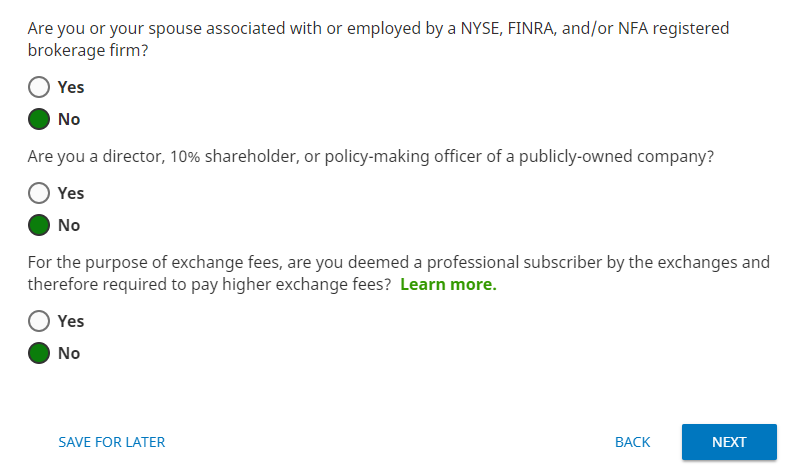 Are you or your spouse associated with or employed by a NYSE, FINRA, and/or NFA registered
brokerage firm?
Yes
No
Are you a director, 10% shareholder, or policy-making officer of a publicly-owned company?
Yes
No
For the purpose of exchange fees, are you deemed a professional subscriber by the exchanges and
therefore required to pay higher exchange fees? Learn more.
Yes
No
SAVE FOR LATER BACK NEXT